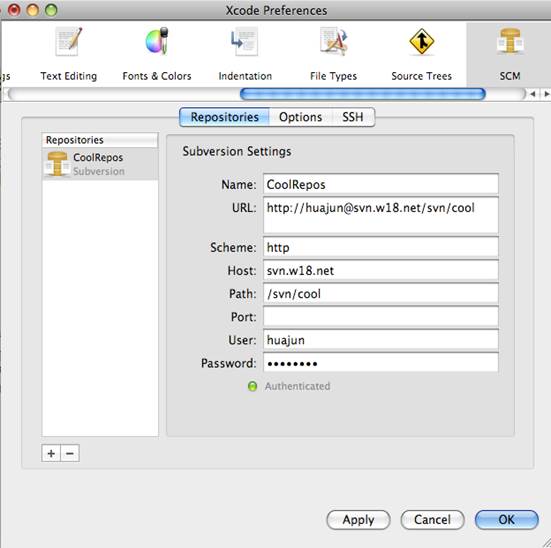 Xcode Preferences
gs Text Editing Fonts & Colors Indentation File Types Source Trees SCM
Repositories Options SSH
Repositories
CoolRepos
Subversion
Subversion Settings
Name: CoolRepos
URL: http://huajun@svn.w18.net/svn/cool
Scheme: http
Host: svn.w18.net
Path: /svn/cool
Port:
User: huajun
Password: ••••••••
Authenticated
+ −
Apply Cancel OK